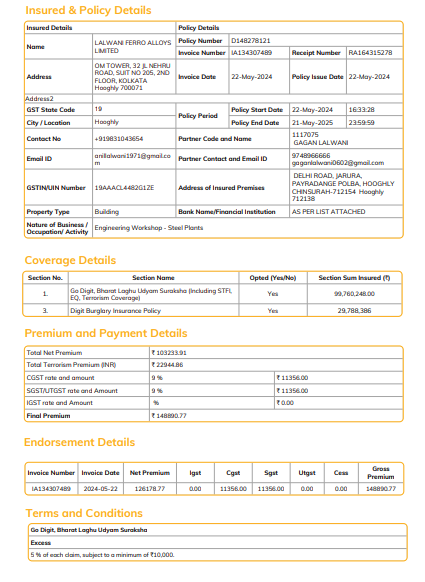 Insured & Policy Details
Insured Details Policy Details
Name LALWANI FERRO ALLOYS LIMITED Policy Number D148278121
Invoice Number IA134307489 Receipt Number RA164315278
Address OM TOWER, 32 JL NEHRU
ROAD, SUIT NO 205, 2ND
FLOOR, KOLKATA
Hooghly 700071
Invoice Date 22-May-2024 Policy Issue Date 22-May-2024
Address2
GST State Code 19 Policy Period Policy Start Date 22-May-2024 16:33:28
City / Location Hooghly Policy End Date 21-May-2025 23:59:59
Contact No +919831043654 Partner Code and Name 1117075
GAGAN LALWANI
Email ID anillalwani1971@gmail.co
m
Partner Contact and Email ID 9748966666
gaganlalwani0602@gmail.com
GSTIN/UIN Number 19AAACL4482G1ZE Address of Insured Premises DELHI ROAD, JARURA,
PAYRADANGE POLBA, HOOGHLY
CHINSURAH-712154 Hooghly
712138
Property Type Building Bank Name/Financial Institution AS PER LIST ATTACHED
Nature of Business /
Occupation/ Activity Engineering Workshop - Steel Plants
Coverage Details
Section No. Section Name Opted (Yes/No) Section Sum Insured (₹)
1. Go Digit, Bharat Laghu Udyam Suraksha (Including STFI,
EQ, Terrorism Coverage) Yes 99,760,248.00
3. Digit Burglary Insurance Policy Yes 29,788,386
Premium and Payment Details
Total Net Premium ₹ 103233.91
Total Terrorism Premium (INR) ₹ 22944.86
CGST rate and amount 9 % ₹ 11356.00
SGST/UTGST rate and Amount 9 % ₹ 11356.00
IGST rate and Amount % ₹ 0.00
Final Premium ₹ 148890.77
Endorsement Details
Invoice Number Invoice Date Net Premium Igst Cgst Sgst Utgst Cess Gross
Premium
IA134307489 2024-05-22 126178.77 0.00 11356.00 11356.00 0.00 0.00 148890.77
Terms and Conditions
Go Digit, Bharat Laghu Udyam Suraksha
Excess
5 % of each claim, subject to a minimum of ₹10,000.